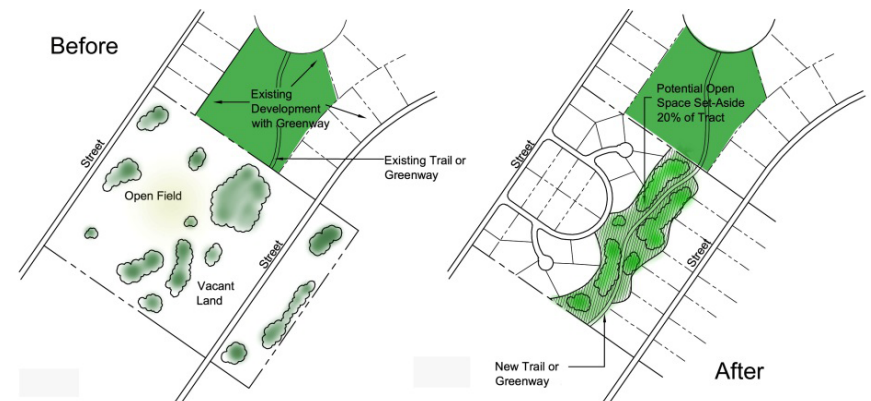 Before
Existing
Development
with Greenway
Existing Trail or
Greenway
Street
Open Field
Street
Vacant
Land
Potential Open
Space Set-Aside
20% of Tract
Street
Street
New Trail or
Greenway
After